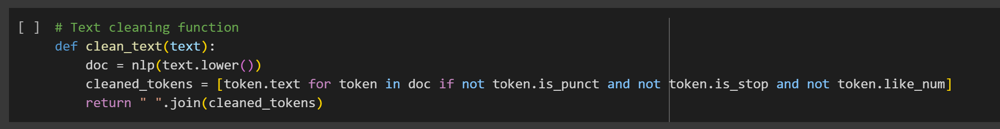 [ ] # Text cleaning function
def clean_text(text):
    doc = nlp(text.lower())
    cleaned_tokens = [token.text for token in doc if not token.is_punct and not token.is_stop and not token.like_num]
    return " ".join(cleaned_tokens)